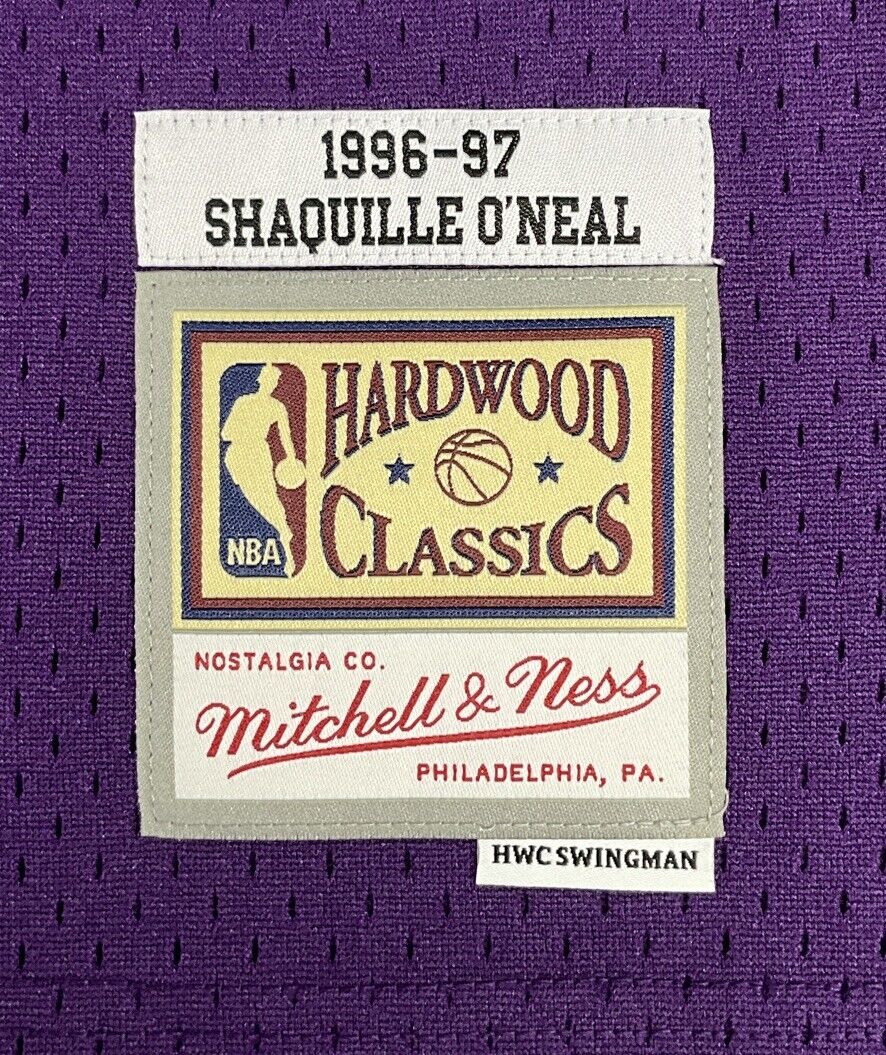 1996-97
SHAQUILLE O'NEAL
HARDWOOD
CLASSICS
NBA
NOSTALGIA CO.
Mitchell & Ness
PHILADELPHIA, PA.
HWC SWINGMAN